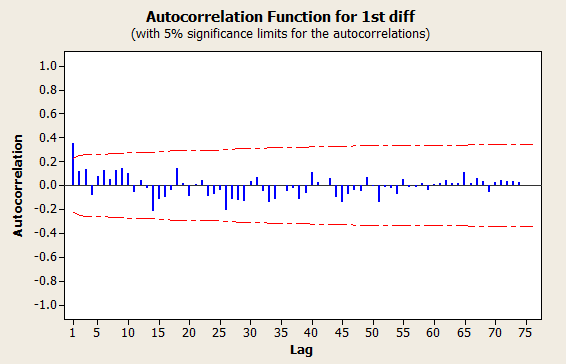 Autocorrelation Function for 1st diff
(with 5% significance limits for the autocorrelations)
1.0
0.8
0.6
0.4
0.2
0.0
-0.2
-0.4
-0.6
-0.8
-1.0
Autocorrelation
1 5 10 15 20 25 30 35 40 45 50 55 60 65 70 75
Lag